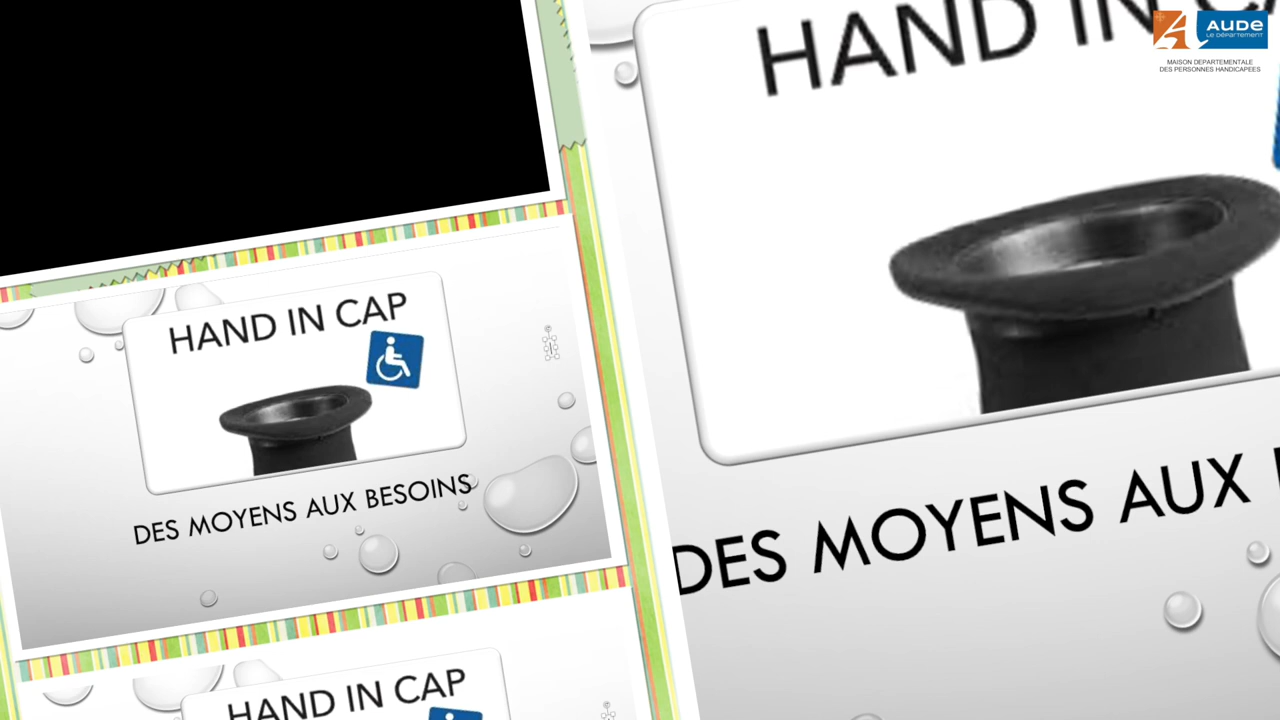 HAND IN CAP
DES MOYENS AUX BESOINS
HAND IN CAP
HAND IN CA
DES MOYENS AUX
AUDE
LE DÉPARTEMENT
MAISON DEPARTEMENTALE
DES PERSONNES HANDICAPEES